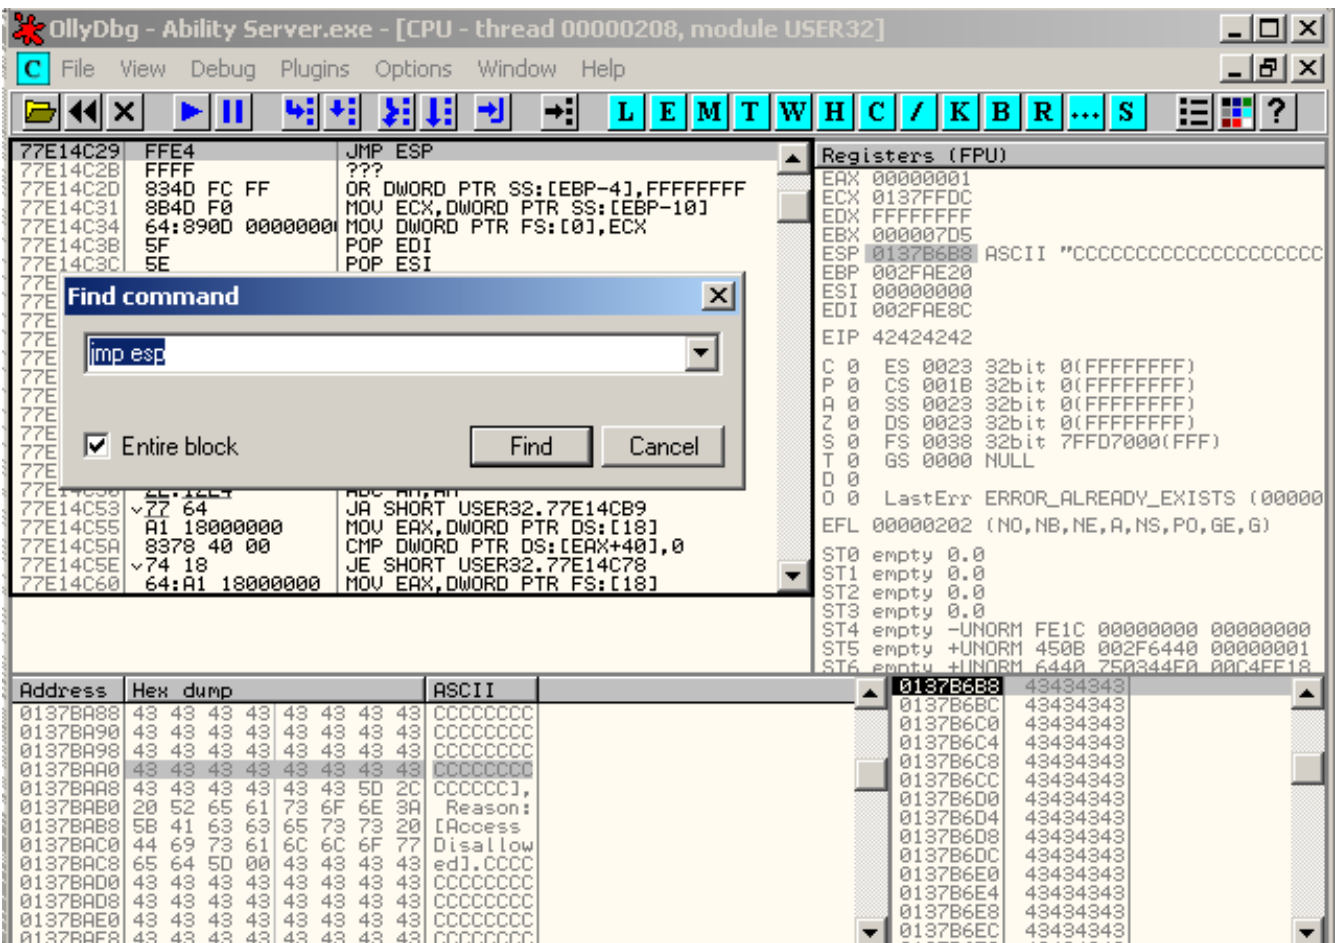 OllyDbg - Ability Server.exe - [CPU - thread 00000208, module USER32]
C File View Debug Plugins Options Window Help
L E M T W H C / K B R ... S ?
77E14C29 FFE4 JMP ESP
77E14C2B FFFF ???
77E14C2D 834D FC FF OR DWORD PTR SS:[EBP-4],FFFFFFFF
77E14C31 8B4D F0 MOV ECX,DWORD PTR SS:[EBP-10]
77E14C34 64:890D 0000000 MOV DWORD PTR FS:[0],ECX
77E14C3B 5F POP EDI
77E14C3C 5E POP ESI
Find command
jmp esp
Entire block
Find
Cancel
77E14C53 77 64 JA SHORT USER32.77E14CB9
77E14C55 A1 18000000 MOV EAX,DWORD PTR DS:[18]
77E14C5A 8378 40 00 CMP DWORD PTR DS:[EAX+40],0
77E14C5E 74 18 JE SHORT USER32.77E14C78
77E14C60 64:A1 18000000 MOV EAX,DWORD PTR FS:[18]
Registers (FPU)
EAX 00000001
ECX 0137FFDC
EDX FFFFFFFF
EBX 000007D5
ESP 0137B6B8 ASCII "CCCCCCCCCCCCCCCCCCCC
EBP 002FAE20
ESI 00000000
EDI 002FAE8C
EIP 42424242
C 0 ES 0023 32bit 0(FFFFFFFF)
P 0 CS 001B 32bit 0(FFFFFFFF)
A 0 SS 0023 32bit 0(FFFFFFFF)
Z 0 DS 0023 32bit 0(FFFFFFFF)
S 0 FS 0038 32bit 7FFD7000(FFF)
T 0 GS 0000 NULL
D 0
O 0 LastErr ERROR_ALREADY_EXISTS (00000
EFL 00000202 (NO,NB,NE,A,NS,PO,GE,G)
ST0 empty 0.0
ST1 empty 0.0
ST2 empty 0.0
ST3 empty 0.0
ST4 empty -UNORM FE1C 00000000 00000000
ST5 empty +UNORM 450B 002F6440 00000001
ST6 empty +UNORM 6440 750344F0 00C4FF18
Address Hex dump ASCII
0137BA88 43 43 43 43 43 43 43 43 CCCCCCCC
0137BA90 43 43 43 43 43 43 43 43 CCCCCCCC
0137BA98 43 43 43 43 43 43 43 43 CCCCCCCC
0137BAA0 43 43 43 43 43 43 43 43 CCCCCCCC
0137BAA8 43 43 43 43 43 43 5D 2C CCCCCC],
0137BAB0 20 52 65 61 73 6F 6E 3A Reason:
0137BAB8 5B 41 63 63 65 73 73 20 [Access
0137BAC0 44 69 73 61 6C 6C 6F 77 Disallow
0137BAC8 65 64 5D 00 43 43 43 43 ed].CCCC
0137BAD0 43 43 43 43 43 43 43 43 CCCCCCCC
0137BAD8 43 43 43 43 43 43 43 43 CCCCCCCC
0137BAE0 43 43 43 43 43 43 43 43 CCCCCCCC
0137BAE8 43 43 43 43 43 43 43 43 CCCCCCCC
0137B6B8 43434343
0137B6BC 43434343
0137B6C0 43434343
0137B6C4 43434343
0137B6C8 43434343
0137B6CC 43434343
0137B6D0 43434343
0137B6D4 43434343
0137B6D8 43434343
0137B6DC 43434343
0137B6E0 43434343
0137B6E4 43434343
0137B6E8 43434343
0137B6EC 43434343